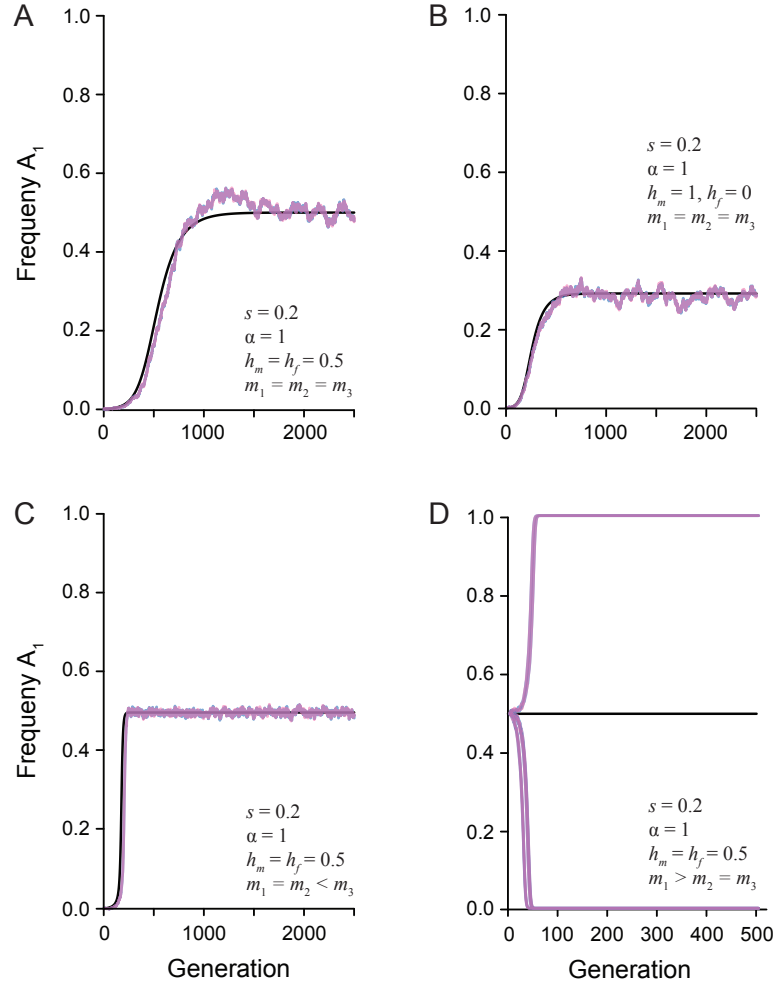 A
Frequeny A1
1.0
0.8
0.6
0.4
0.2
0.0
s = 0.2
α = 1
hm = hf = 0.5
m1 = m2 = m3
0 1000 2000
B
1.0
0.8
0.6
0.4
0.2
0.0
s = 0.2
α = 1
hm = 1, hf = 0
m1 = m2 = m3
0 1000 2000
C
Frequeny A1
1.0
0.8
0.6
0.4
0.2
0.0
s = 0.2
α = 1
hm = hf = 0.5
m1 = m2 < m3
0 1000 2000
Generation
D
1.0
0.8
0.6
0.4
0.2
0.0
s = 0.2
α = 1
hm = hf = 0.5
m1 > m2 = m3
0 100 200 300 400 500
Generation